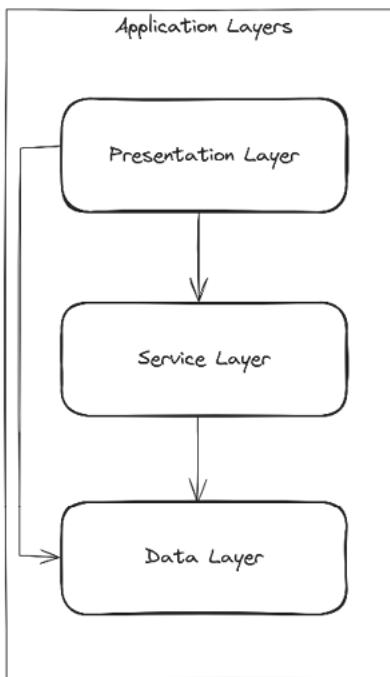 Application Layers
Presentation Layer
Service Layer
Data Layer